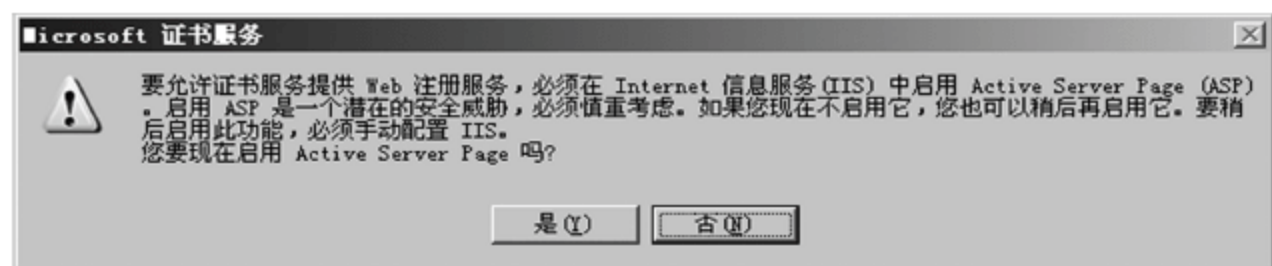 Microsoft 证书服务
要允许证书服务提供 Web 注册服务，必须在 Internet 信息服务(IIS) 中启用 Active Server Page (ASP)
。启用 ASP 是一个潜在的安全威胁，必须慎重考虑。如果您现在不启用它，您也可以稍后再启用它。要稍
后启用此功能，必须手动配置 IIS。
您要现在启用 Active Server Page 吗?
是(Y)
否(N)